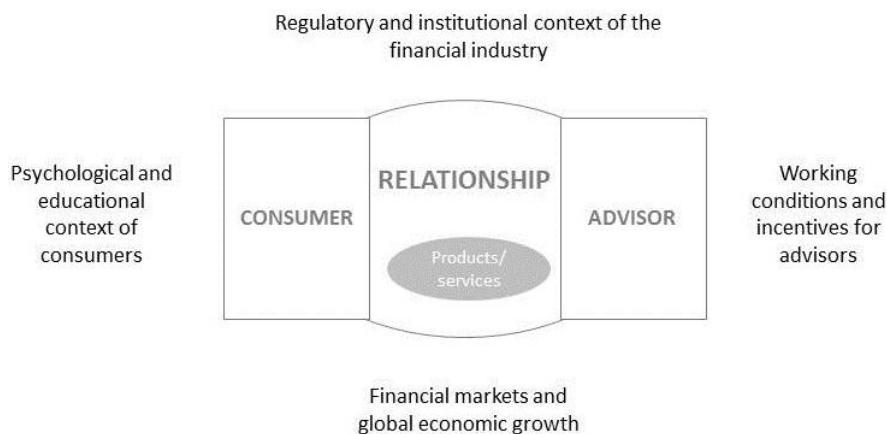 Regulatory and institutional context of the
financial industry
Psychological and
educational
context of
consumers
CONSUMER
RELATIONSHIP
Products/
services
ADVISOR
Working
conditions and
incentives for
advisors
Financial markets and
global economic growth